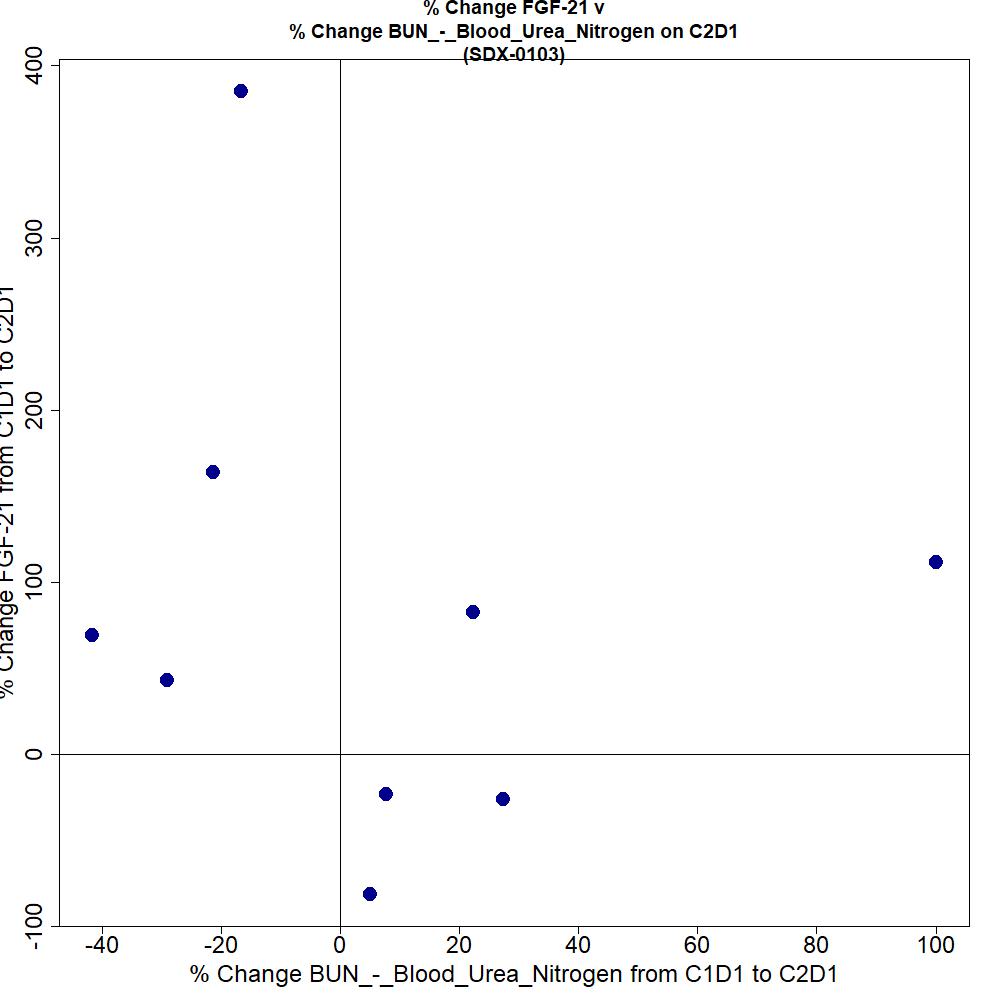 % Change FGF-21 v
% Change BUN_-_Blood_Urea_Nitrogen on C2D1
(SDX-0103)
% Change FGF-21 from C1D1 to C2D1
400
300
200
100
0
-100
-40
-20
0
20
40
60
80
100
% Change BUN_-_Blood_Urea_Nitrogen from C1D1 to C2D1